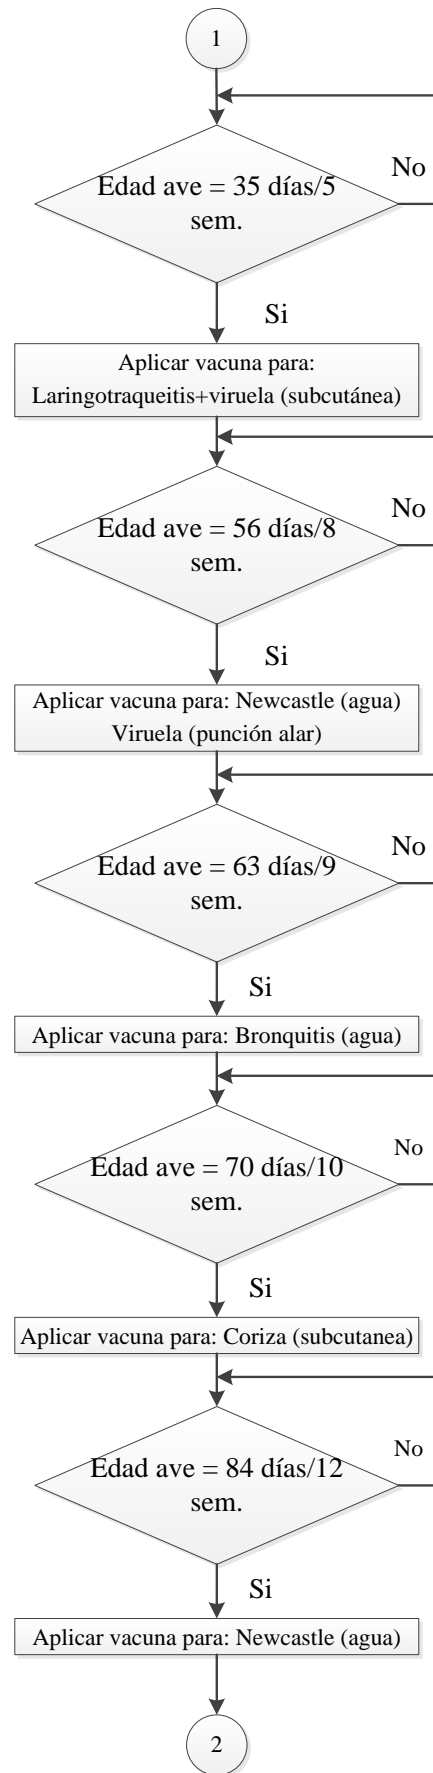 1
Edad ave = 35 días/5
sem.
No
Si
Aplicar vacuna para:
Laringotraqueitis+viruela (subcutánea)
Edad ave = 56 días/8
sem.
No
Si
Aplicar vacuna para: Newcastle (agua)
Viruela (punción alar)
Edad ave = 63 días/9
sem.
No
Si
Aplicar vacuna para: Bronquitis (agua)
Edad ave = 70 días/10
sem.
No
Si
Aplicar vacuna para: Coriza (subcutanea)
Edad ave = 84 días/12
sem.
No
Si
Aplicar vacuna para: Newcastle (agua)
2